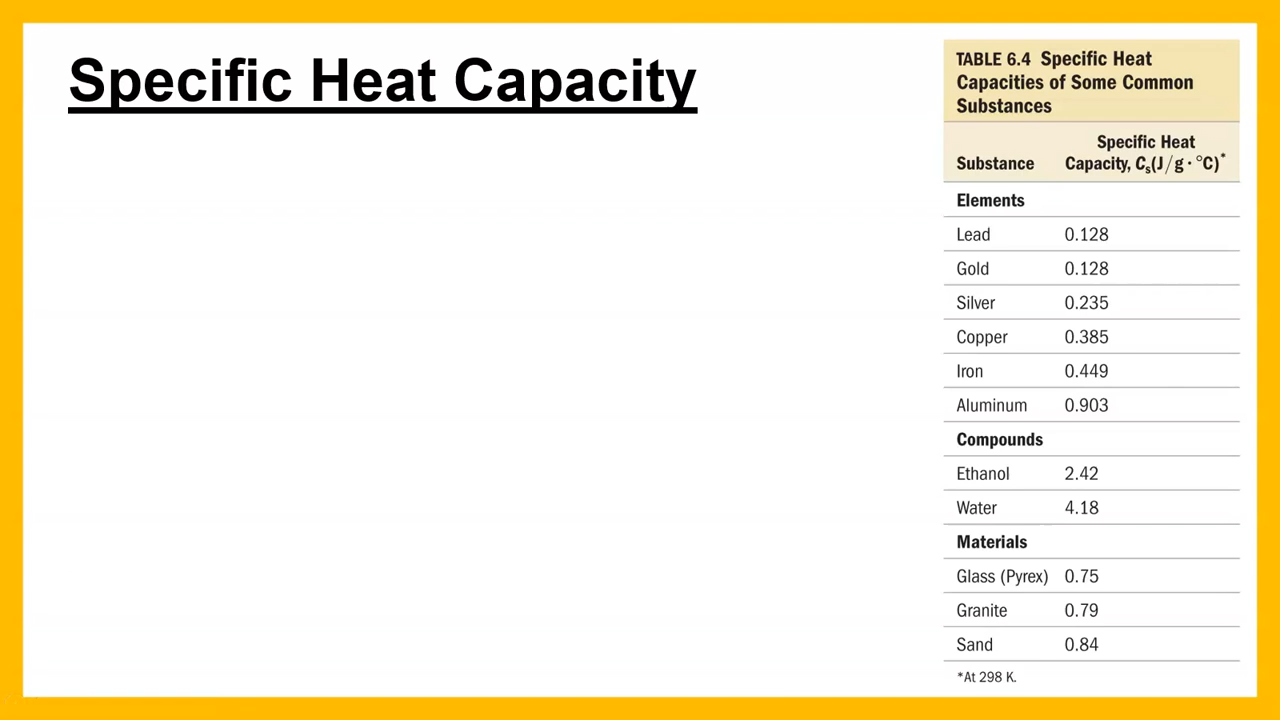 Specific Heat Capacity
TABLE 6.4 Specific Heat
Capacities of Some Common
Substances
Substance Specific Heat
Capacity, Cs(J/g · °C)*
Elements
Lead 0.128
Gold 0.128
Silver 0.235
Copper 0.385
Iron 0.449
Aluminum 0.903
Compounds
Ethanol 2.42
Water 4.18
Materials
Glass (Pyrex) 0.75
Granite 0.79
Sand 0.84
*At 298 K.